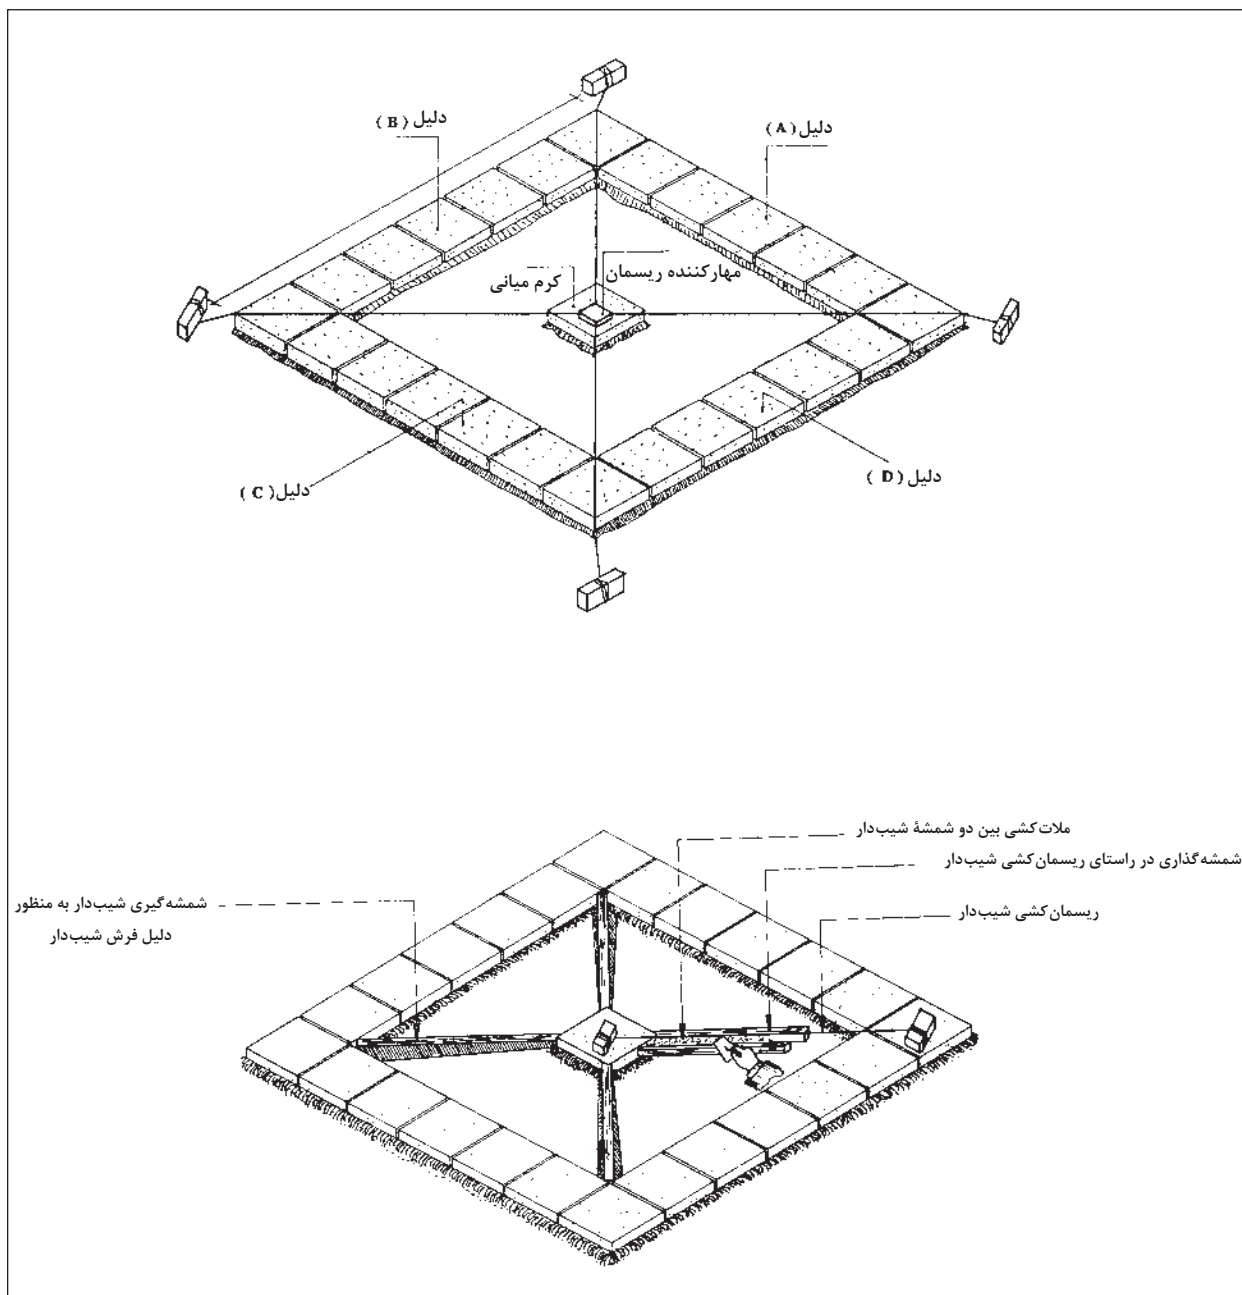 دلیل (B)
دلیل (A)
مهارکننده ریسمان
کرم میانی
دلیل (C)
دلیل (D)
ملات‌کشی بین دو شمشهٔ شیب‌دار
شمشه‌گذاری در راستای ریسمان‌کشی شیب‌دار
ریسمان‌کشی شیب‌دار
شمشه‌گیری شیب‌دار به منظور
دلیل فرش شیب‌دار